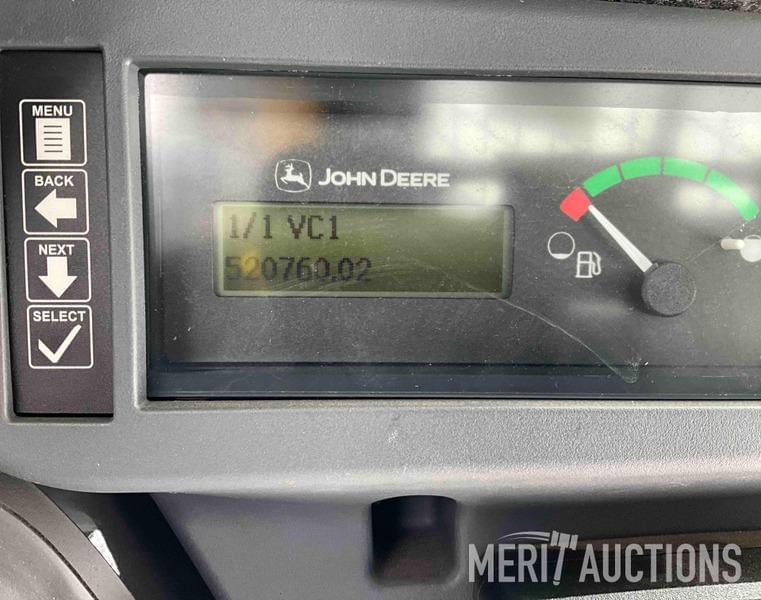 MENU
BACK
NEXT
SELECT
JOHN DEERE
1/1 VC1
520760.02
MERIT AUCTIONS